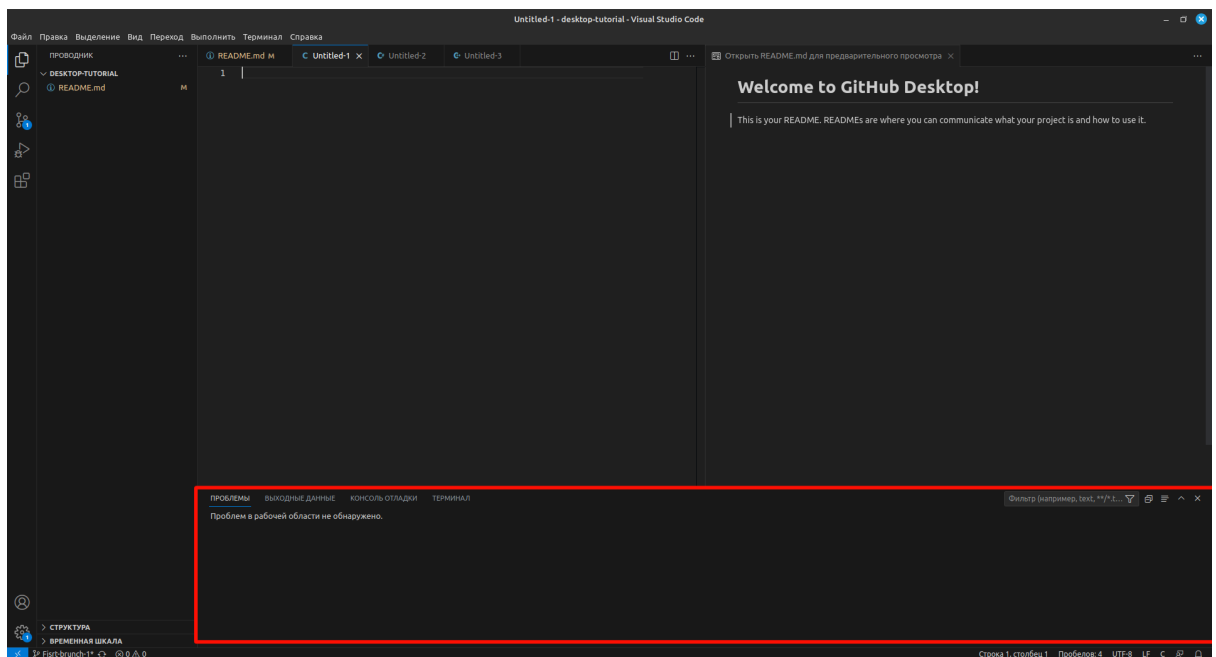 Untitled-1 - desktop-tutorial - Visual Studio Code
Файл Правка Выделение Вид Переход Выполнить Терминал Справка
ПРОВОДНИК
DESKTOP-TUTORIAL
README.md M
README.md M Untitled-1 Untitled-2 Untitled-3
1
Открыть README.md для предварительного просмотра
Welcome to GitHub Desktop!
This is your README. READMEs are where you can communicate what your project is and how to use it.
ПРОБЛЕМЫ ВЫХОДНЫЕ ДАННЫЕ КОНСОЛЬ ОТЛАДКИ ТЕРМИНАЛ
Фильтр (например, text, **/*.t...
Проблем в рабочей области не обнаружено.
СТРУКТУРА
ВРЕМЕННАЯ ШКАЛА
Fisrt-brunch-1* 0 0
Строка 1, столбец 1 Пробелов: 4 UTF-8 LF C